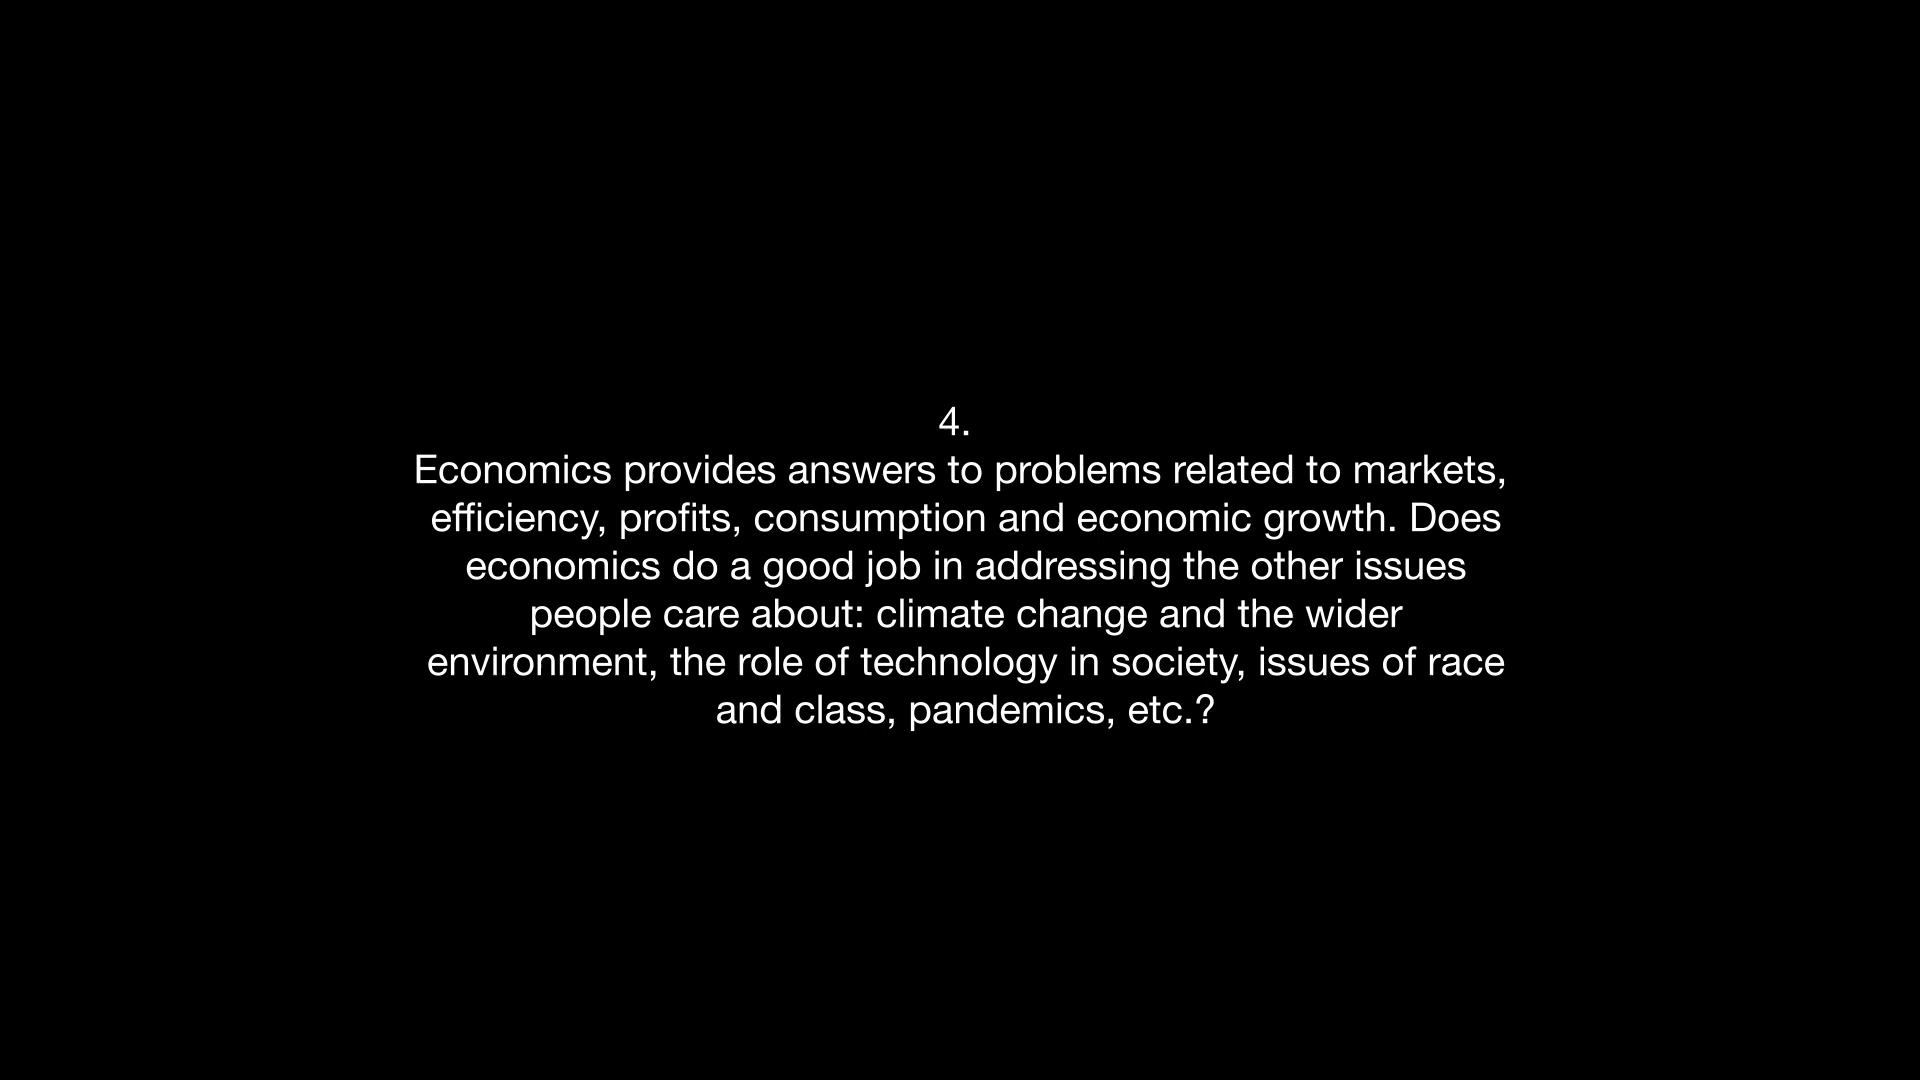 4.
Economics provides answers to problems related to markets,
efficiency, profits, consumption and economic growth. Does
economics do a good job in addressing the other issues
people care about: climate change and the wider
environment, the role of technology in society, issues of race
and class, pandemics, etc.?